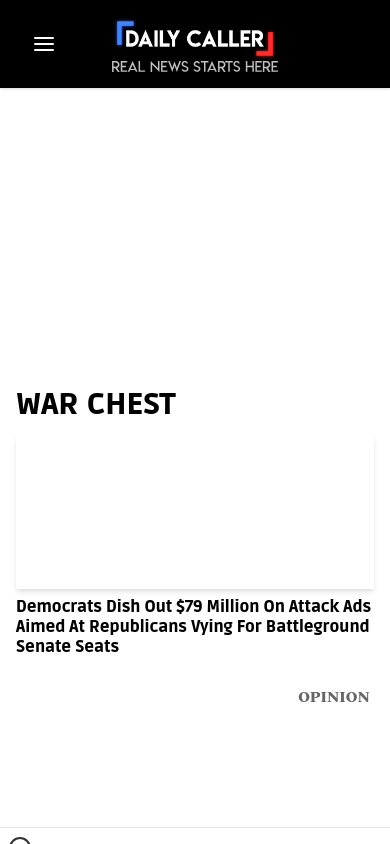 DAILY CALLER
REAL NEWS STARTS HERE
WAR CHEST
Democrats Dish Out $79 Million On Attack Ads
Aimed At Republicans Vying For Battleground
Senate Seats
OPINION